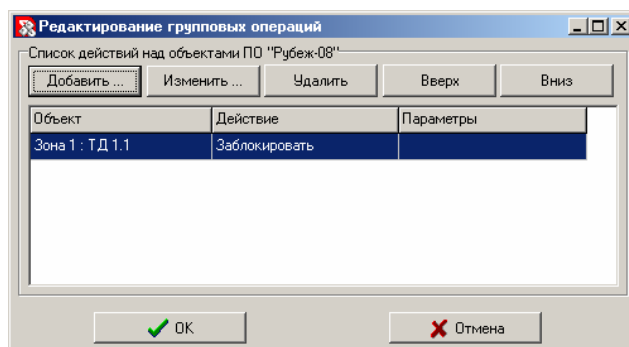 Редактирование групповых операций
Список действий над объектами ПО "Рубеж-08"
Добавить ... Изменить ... Удалить Вверх Вниз
Объект Действие Параметры
Зона 1 : ТД 1.1 Заблокировать
OK Отмена